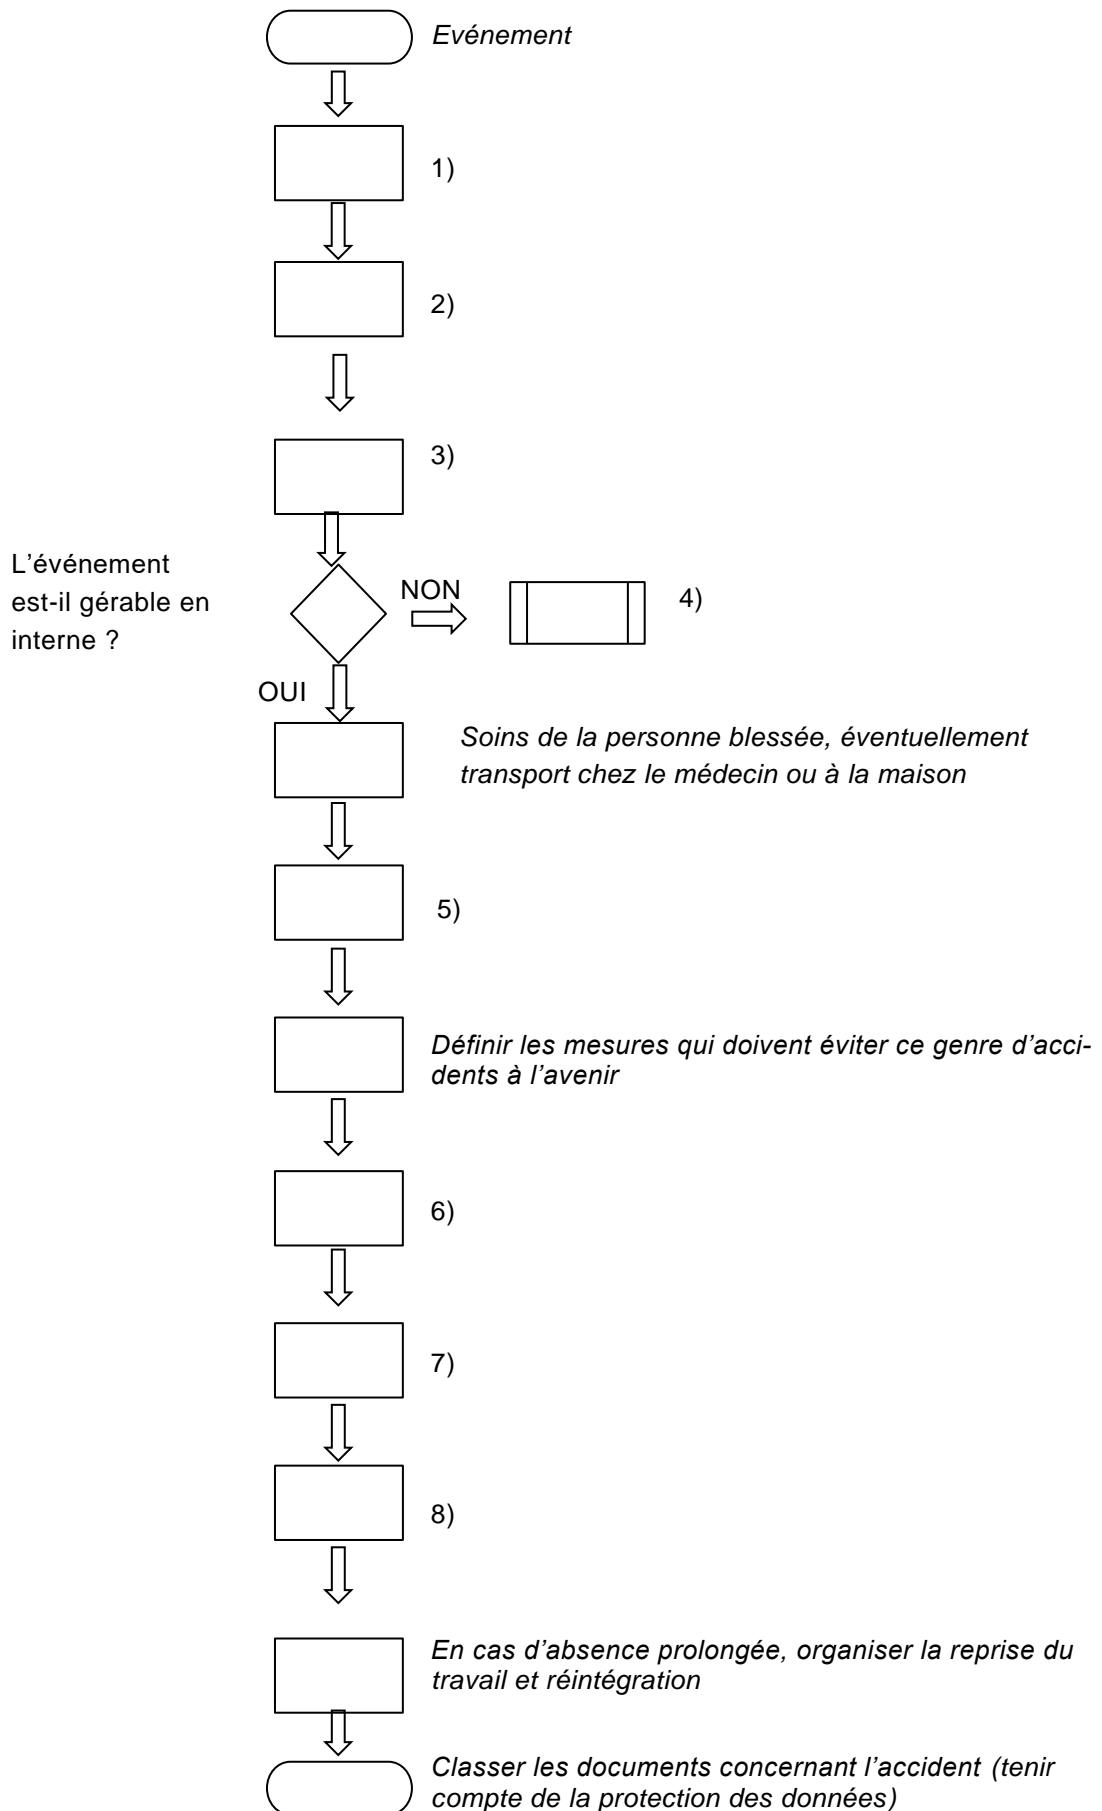 Evénement
1)
2)
3)
L'événement
est-il gérable en
interne ?
NON
4)
OUI
Soins de la personne blessée, éventuellement
transport chez le médecin ou à la maison
5)
Définir les mesures qui doivent éviter ce genre d'acci-
dents à l'avenir
6)
7)
8)
En cas d'absence prolongée, organiser la reprise du
travail et réintégration
Classer les documents concernant l'accident (tenir
compte de la protection des données)